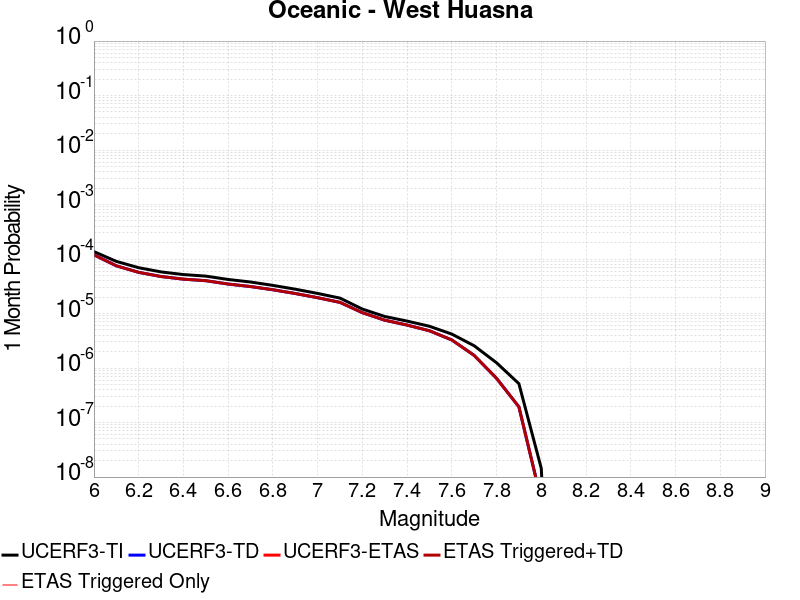 Oceanic - West Huasna
10^0
10^-1
10^-2
10^-3
10^-4
10^-5
10^-6
10^-7
10^-8
1 Month Probability
6 6.2 6.4 6.6 6.8 7 7.2 7.4 7.6 7.8 8 8.2 8.4 8.6 8.8 9
Magnitude
UCERF3-TI UCERF3-TD UCERF3-ETAS ETAS Triggered+TD
ETAS Triggered Only